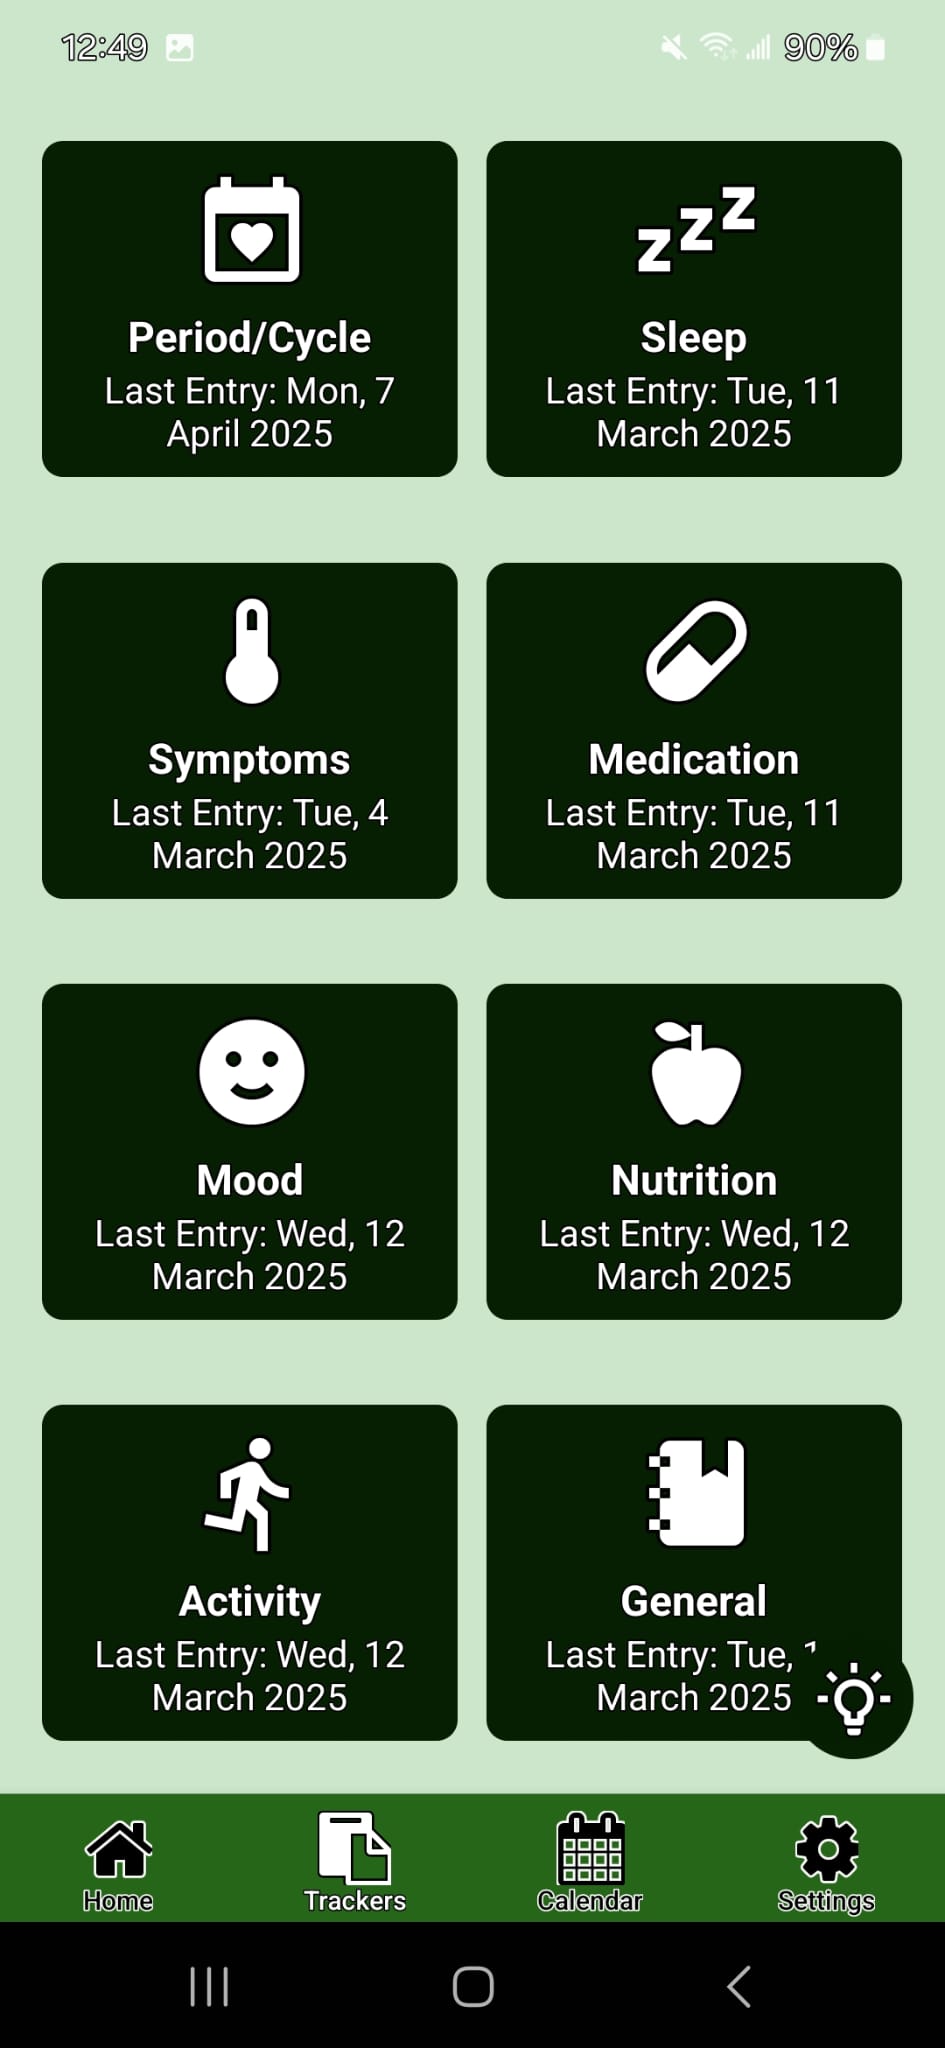 12:49
90%
Period/Cycle
Last Entry: Mon, 7
April 2025
Sleep
Last Entry: Tue, 11
March 2025
Symptoms
Last Entry: Tue, 4
March 2025
Medication
Last Entry: Tue, 11
March 2025
Mood
Last Entry: Wed, 12
March 2025
Nutrition
Last Entry: Wed, 12
March 2025
Activity
Last Entry: Wed, 12
March 2025
General
Last Entry: Tue,
March 2025
Home
Trackers
Calendar
Settings